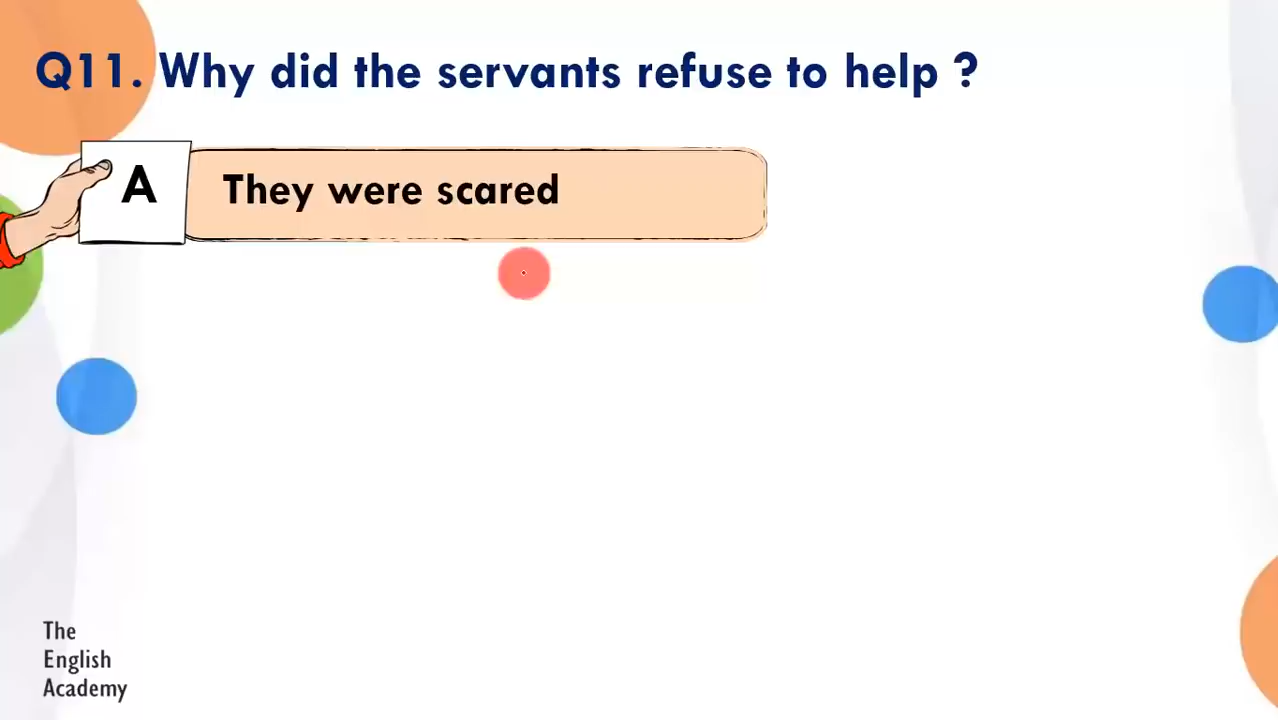 Q11. Why did the servants refuse to help ?
A
They were scared
The
English
Academy